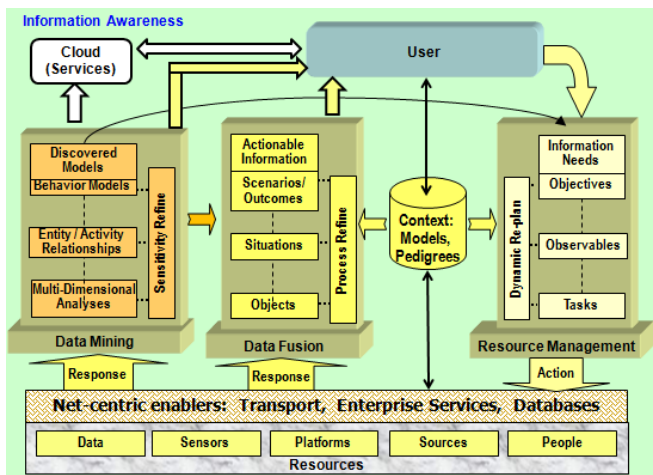 Information Awareness
Cloud
(Services)
User
Discovered
Models
Behavior Models
Entity / Activity
Relationships
Multi-Dimensional
Analyses
Sensitivity Refine
Data Mining
Actionable
Information
Scenarios/
Outcomes
Situations
Objects
Process Refine
Data Fusion
Context:
Models,
Pedigrees
Information
Needs
Objectives
Observables
Tasks
Dynamic Re-plan
Resource Management
Response
Response
Action
Net-centric enablers: Transport, Enterprise Services, Databases
Data
Sensors
Platforms
Sources
People
Resources